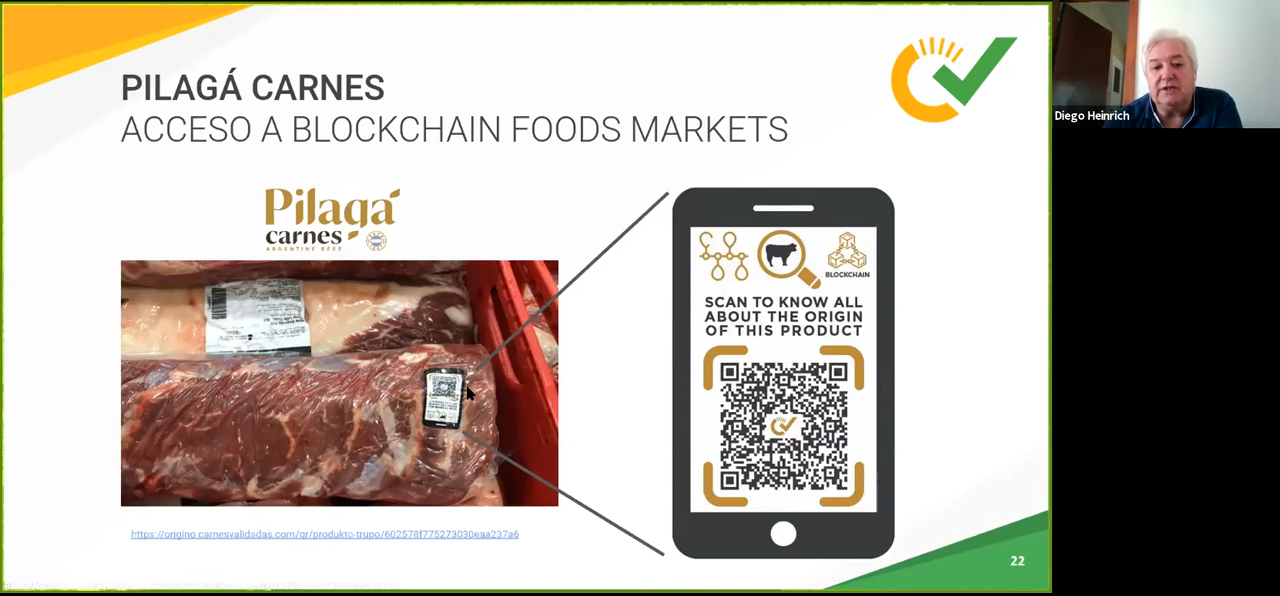 PILAGÁ CARNES
ACCESO A BLOCKCHAIN FOODS MARKETS
Pilagá
carnes
ARGENTINE BEEF
BLOCKCHAIN
SCAN TO KNOW ALL
ABOUT THE ORIGIN
OF THIS PRODUCT
https://origino.carnesvalidadas.com/qr/produkto-trupo/602578f775273030eaa237a6
22
Diego Heinrich